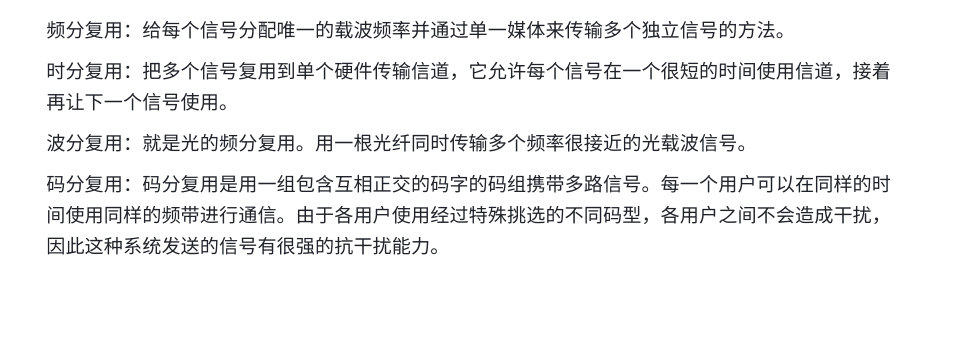 频分复用：给每个信号分配唯一的载波频率并通过单一媒体来传输多个独立信号的方法。
时分复用：把多个信号复用到单个硬件传输信道，它允许每个信号在一个很短的时间使用信道，接着
再让下一个信号使用。
波分复用：就是光的频分复用。用一根光纤同时传输多个频率很接近的光载波信号。
码分复用：码分复用是用一组包含互相正交的码字的码组携带多路信号。每一个用户可以在同样的时
间使用同样的频带进行通信。由于各用户使用经过特殊挑选的不同码型，各用户之间不会造成干扰，
因此这种系统发送的信号有很强的抗干扰能力。